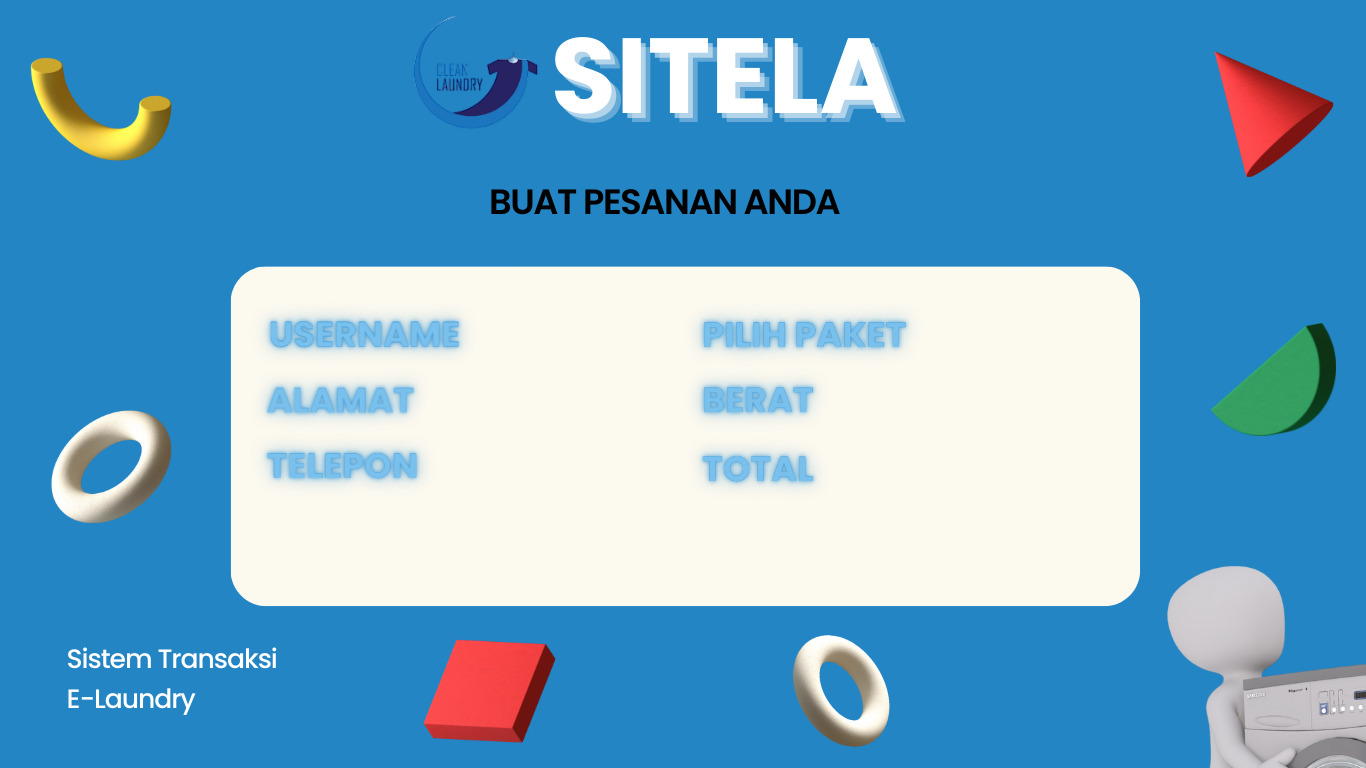 CLEAN
LAUNDRY
SITELA
BUAT PESANAN ANDA
USERNAME
ALAMAT
TELEPON
PILIH PAKET
BERAT
TOTAL
Sistem Transaksi
E-Laundry